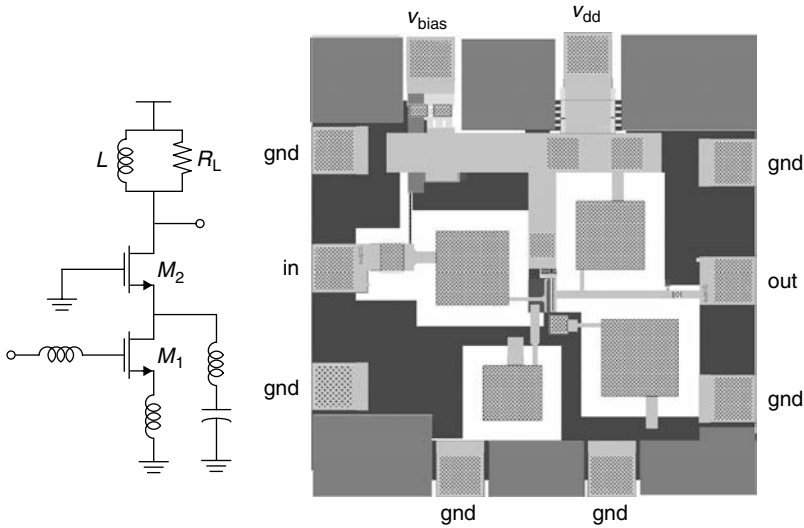 v_bias
v_dd
gnd
gnd
L
R_L
in
out
M_2
M_1
gnd
gnd
gnd
gnd